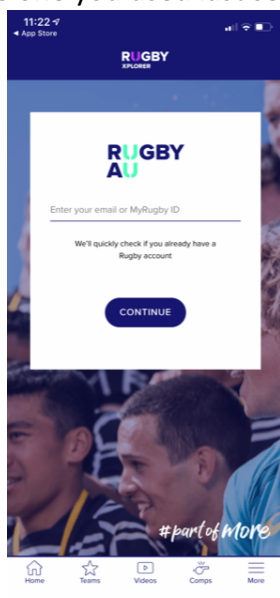 11:22
◄ App Store
RUGBY
XPLORER
RUGBY
AU
Enter your email or MyRugby ID
We'll quickly check if you already have a
Rugby account
CONTINUE
#partofmore
Home Teams Videos Comps More